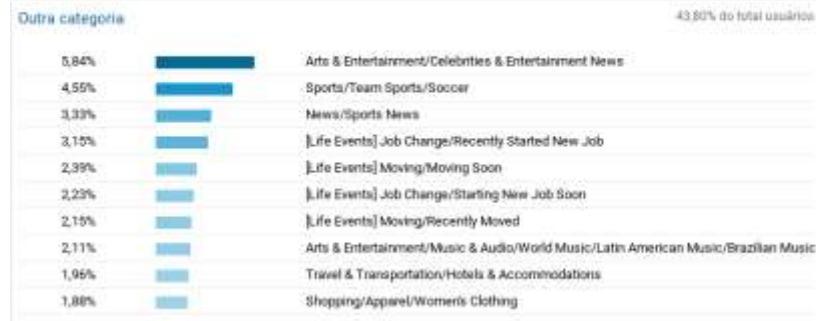 Outra categoria
43,80% do total usuários
5,84% Arts & Entertainment/Celebrities & Entertainment News
4,55% Sports/Team Sports/Soccer
3,33% News/Sports News
3,15% [Life Events] Job Change/Recently Started New Job
2,39% [Life Events] Moving/Moving Soon
2,23% [Life Events] Job Change/Starting New Job Soon
2,15% [Life Events] Moving/Recently Moved
2,11% Arts & Entertainment/Music & Audio/World Music/Latin American Music/Brazilian Music
1,96% Travel & Transportation/Hotels & Accommodations
1,88% Shopping/Apparel/Women's Clothing